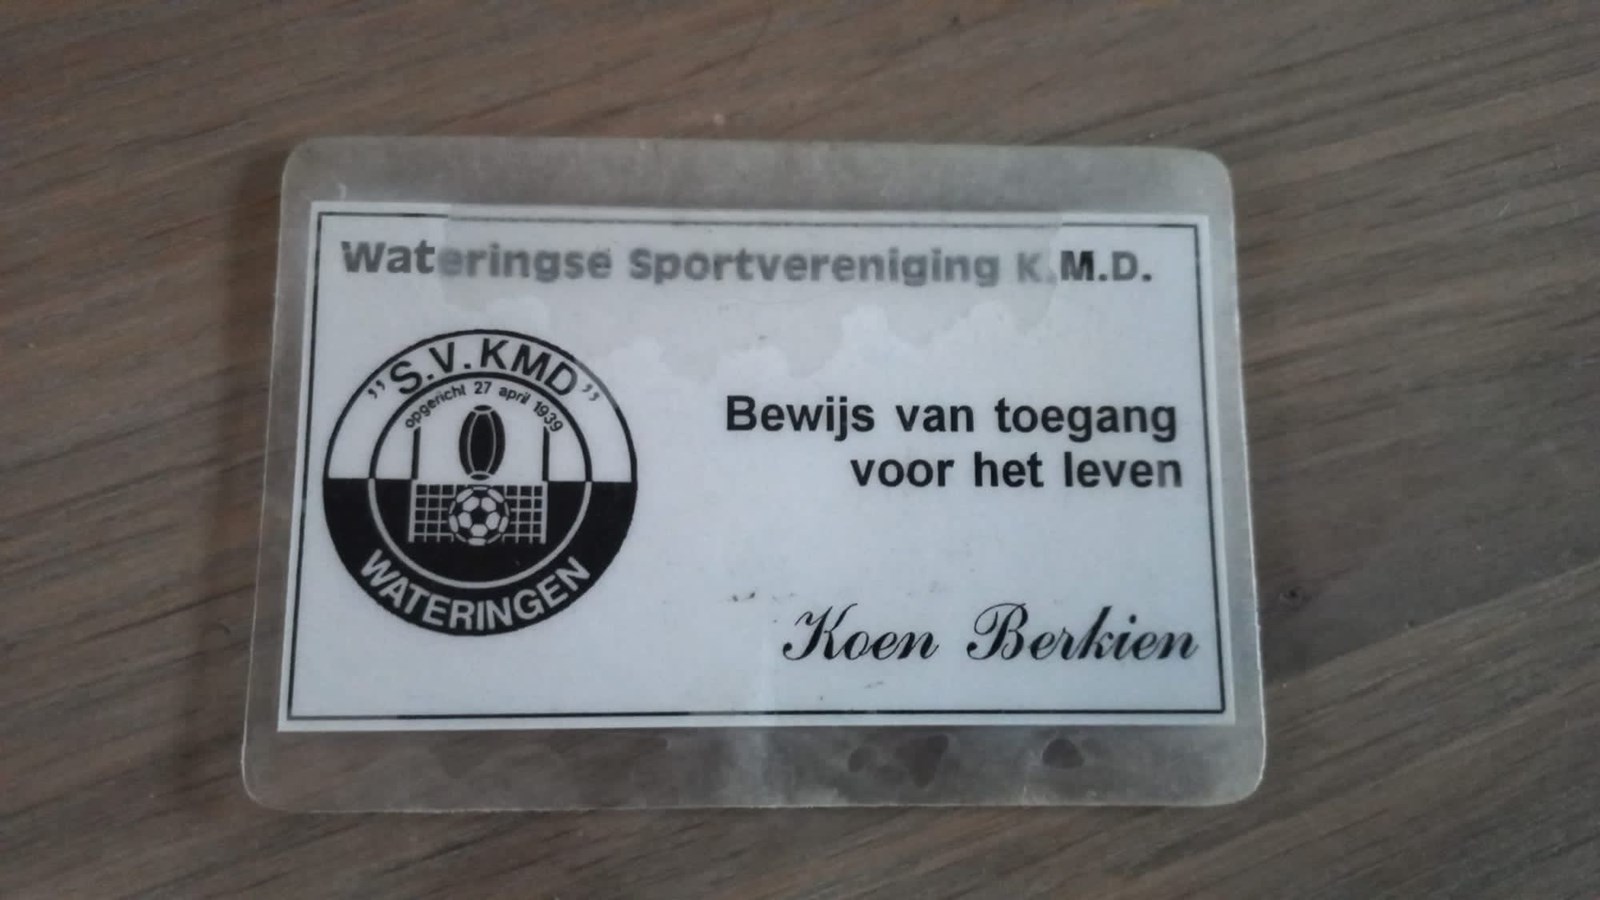 Wateringse Sportvereniging K.M.D.
"S.V. KMD"
opgericht 27 april 1939
WATERINGEN
Bewijs van toegang
voor het leven
Koen Berkien